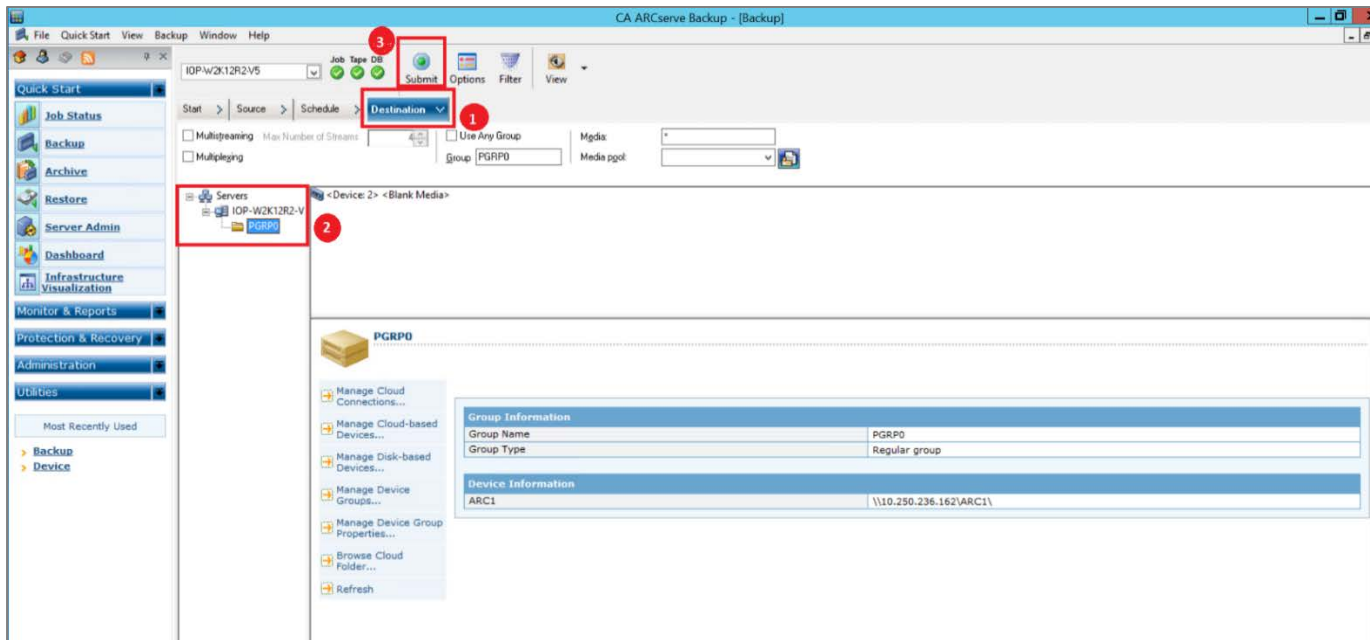 CA ARCserve Backup - [Backup]
File Quick Start View Backup Window Help
3
IOP-W2K12R2-V5
Job Tape DB
Submit Options Filter View
Quick Start
Start > Source > Schedule > Destination
1
Job Status
Multistreaming Max Number of Streams 4
Use Any Group
Media: *
Backup
Multiplexing
Group PGRP0
Media pool:
Archive
Restore
Server Admin
Dashboard
Infrastructure
Visualization
Servers
IOP-W2K12R2-V
PGRP0
2
<Device: 2> <Blank Media>
Monitor & Reports
Protection & Recovery
Administration
Utilities
Most Recently Used
> Backup
> Device
PGRP0
Manage Cloud
Connections...
Manage Cloud-based
Devices...
Manage Disk-based
Devices...
Manage Device
Groups...
Manage Device Group
Properties...
Browse Cloud
Folder...
Refresh
Group Information
Group Name PGRP0
Group Type Regular group
Device Information
ARC1 \\10.250.236.162\ARC1\